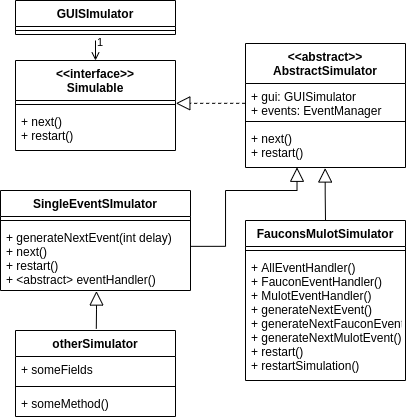 GUISImulator
1
<<interface>>
Simulable
+ next()
+ restart()
<<abstract>>
AbstractSimulator
+ gui: GUISimulator
+ events: EventManager
+ next()
+ restart()
SingleEventSImulator
+ generateNextEvent(int delay)
+ next()
+ restart()
+ <abstract> eventHandler()
FauconsMulotSimulator
+ AllEventHandler()
+ FauconEventHandler()
+ MulotEventHandler()
+ generateNextEvent()
+ generateNextFauconEven
+ generateNextMulotEvent()
+ restart()
+ restartSimulation()
otherSimulator
+ someFields
+ someMethod()